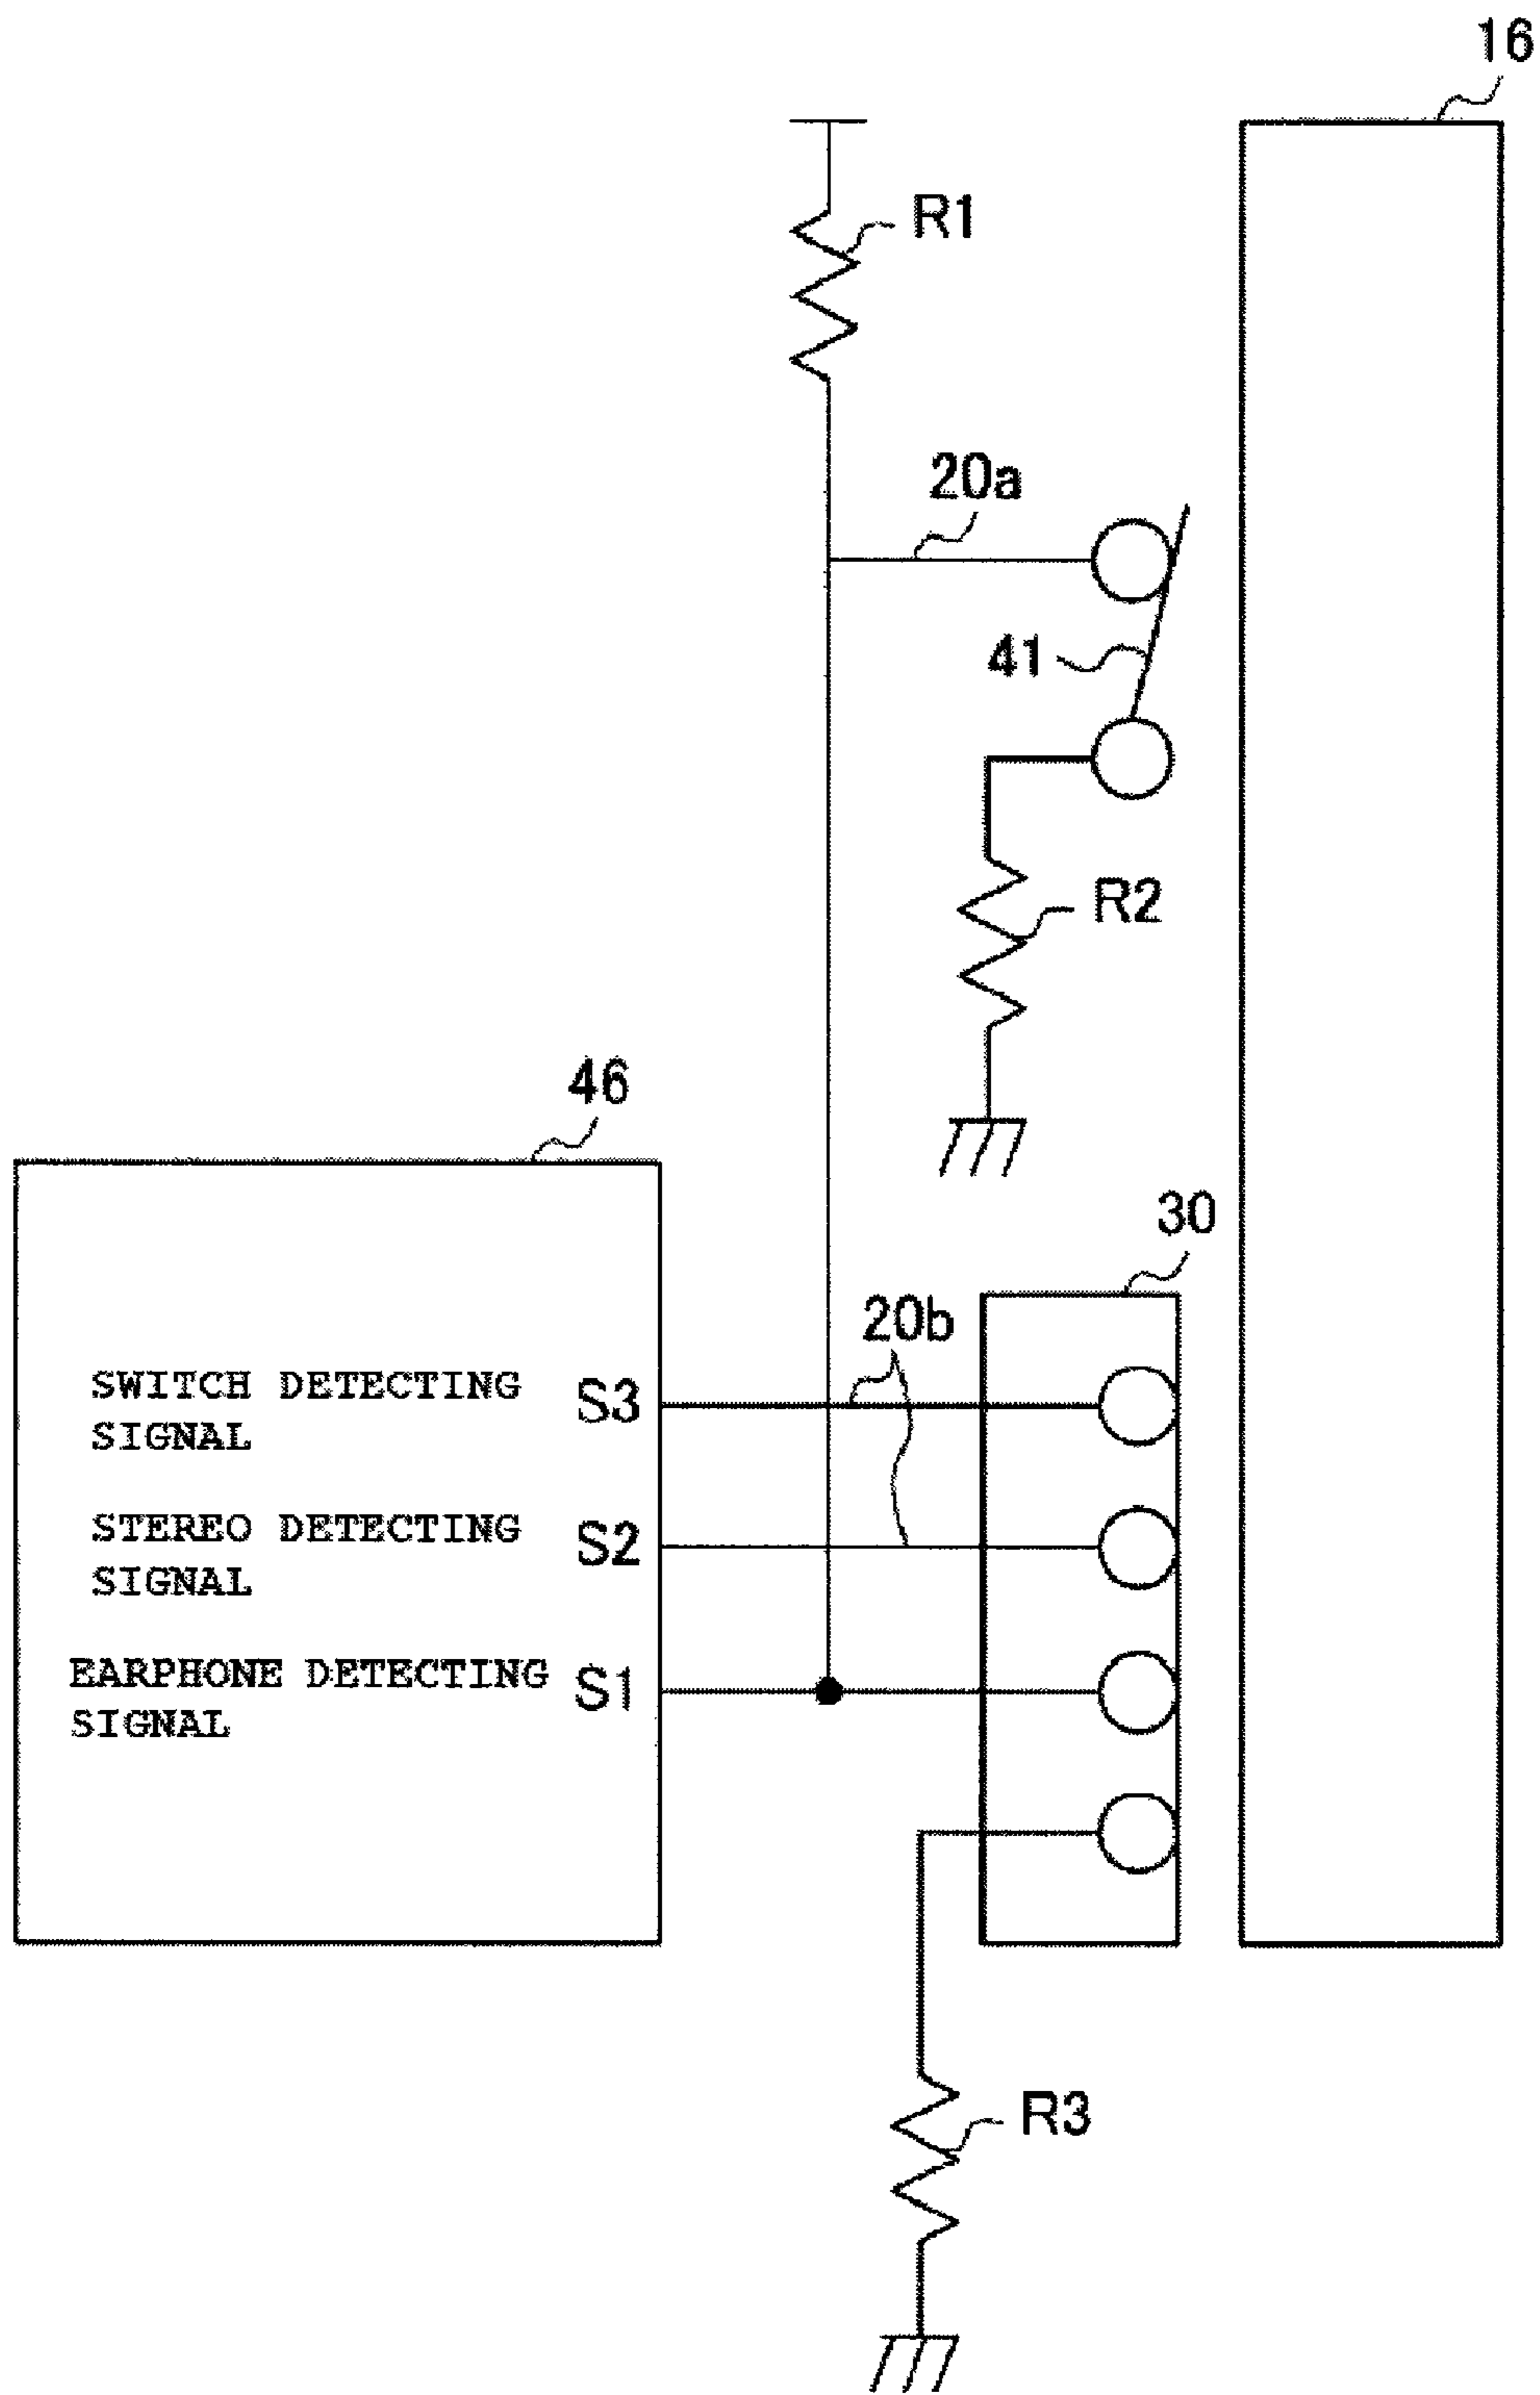 16
R1
20a
41
R2
46
30
20b
SWITCH DETECTING S3
SIGNAL
STEREO DETECTING S2
SIGNAL
EARPHONE DETECTING S1
SIGNAL
R3